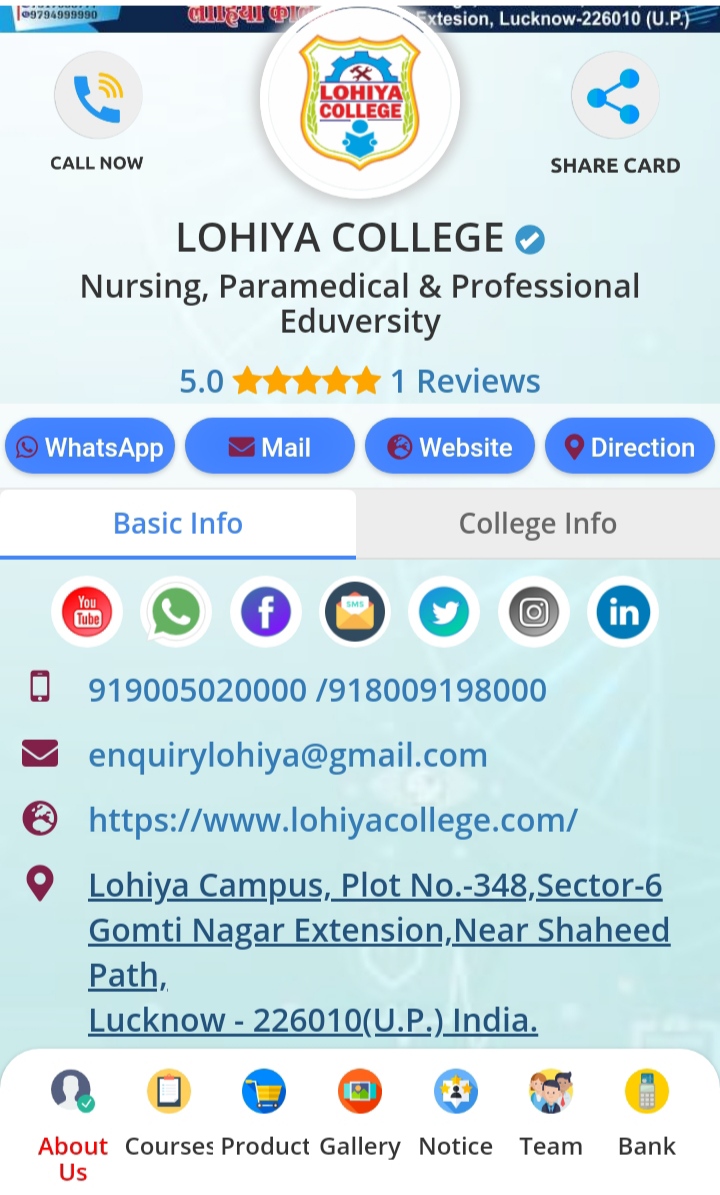 9794999990
लोहिया
Extesion, Lucknow-226010 (U.P.)
LOHIYA
COLLEGE
CALL NOW
SHARE CARD
LOHIYA COLLEGE
Nursing, Paramedical & Professional
Eduversity
5.0 1 Reviews
WhatsApp Mail Website Direction
Basic Info College Info
You
Tube
SMS
919005020000 /918009198000
enquirylohiya@gmail.com
https://www.lohiyacollege.com/
Lohiya Campus, Plot No.-348,Sector-6
Gomti Nagar Extension,Near Shaheed
Path,
Lucknow - 226010(U.P.) India.
About Courses Product Gallery Notice Team Bank
Us